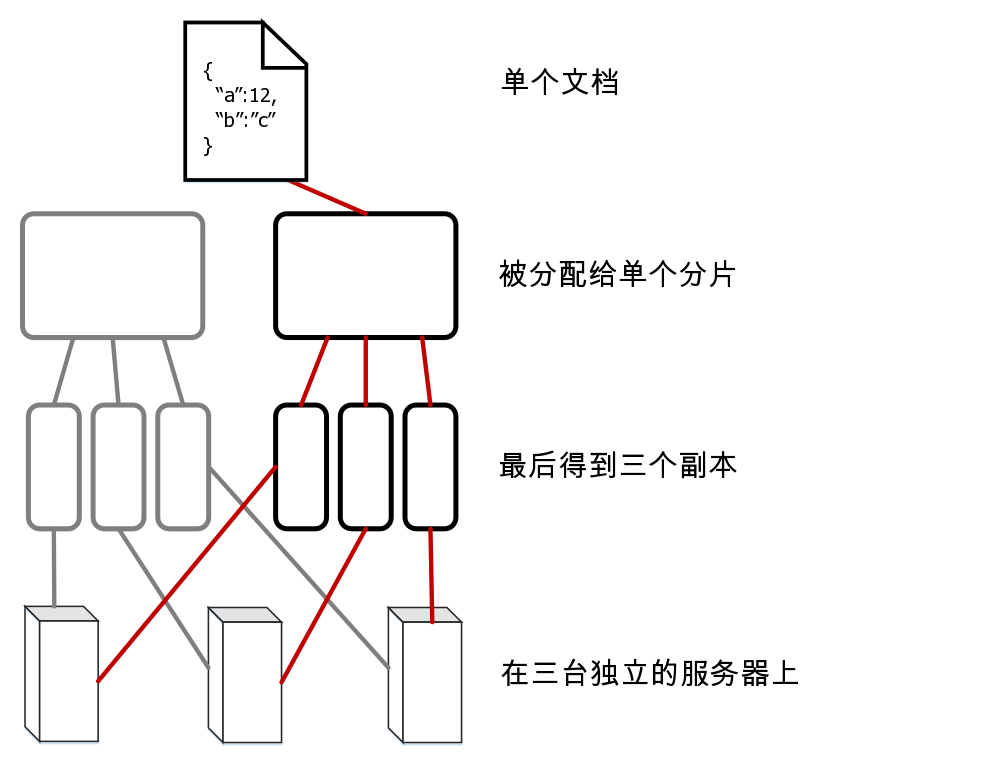 {
“a”:12,
“b”:”c”
}
单个文档
被分配给单个分片
最后得到三个副本
在三台独立的服务器上